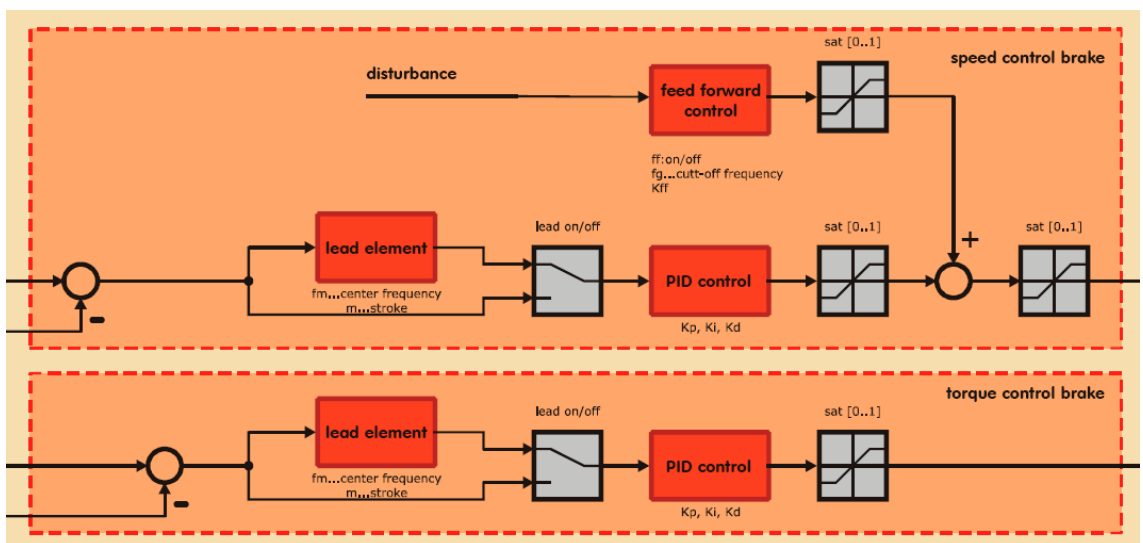 sat [0..1]
speed control brake
disturbance
feed forward
control
ff:on/off
fg...cutt-off frequency
Kff
lead on/off
sat [0..1]
+
sat [0..1]
lead element
PID control
fm...center frequency
m...stroke
-
Kp, Ki, Kd
torque control brake
lead on/off
sat [0..1]
lead element
PID control
fm...center frequency
m...stroke
-
Kp, Ki, Kd